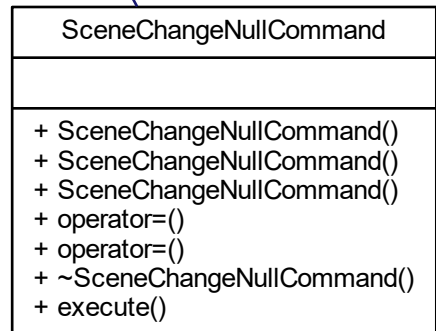 SceneChangeNullCommand
+ SceneChangeNullCommand()
+ SceneChangeNullCommand()
+ SceneChangeNullCommand()
+ operator=()
+ operator=()
+ ~SceneChangeNullCommand()
+ execute()